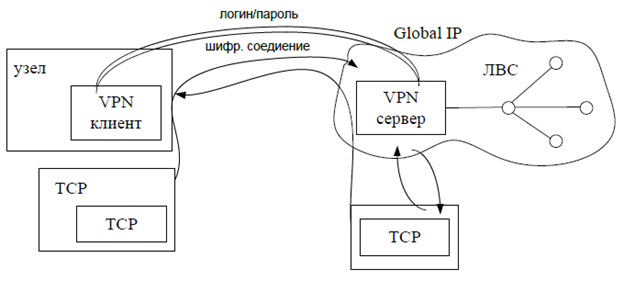 логин/пароль
шифр. соедиение
Global IP
узел
VPN
клиент
VPN
сервер
ЛВС
TCP
TCP
TCP